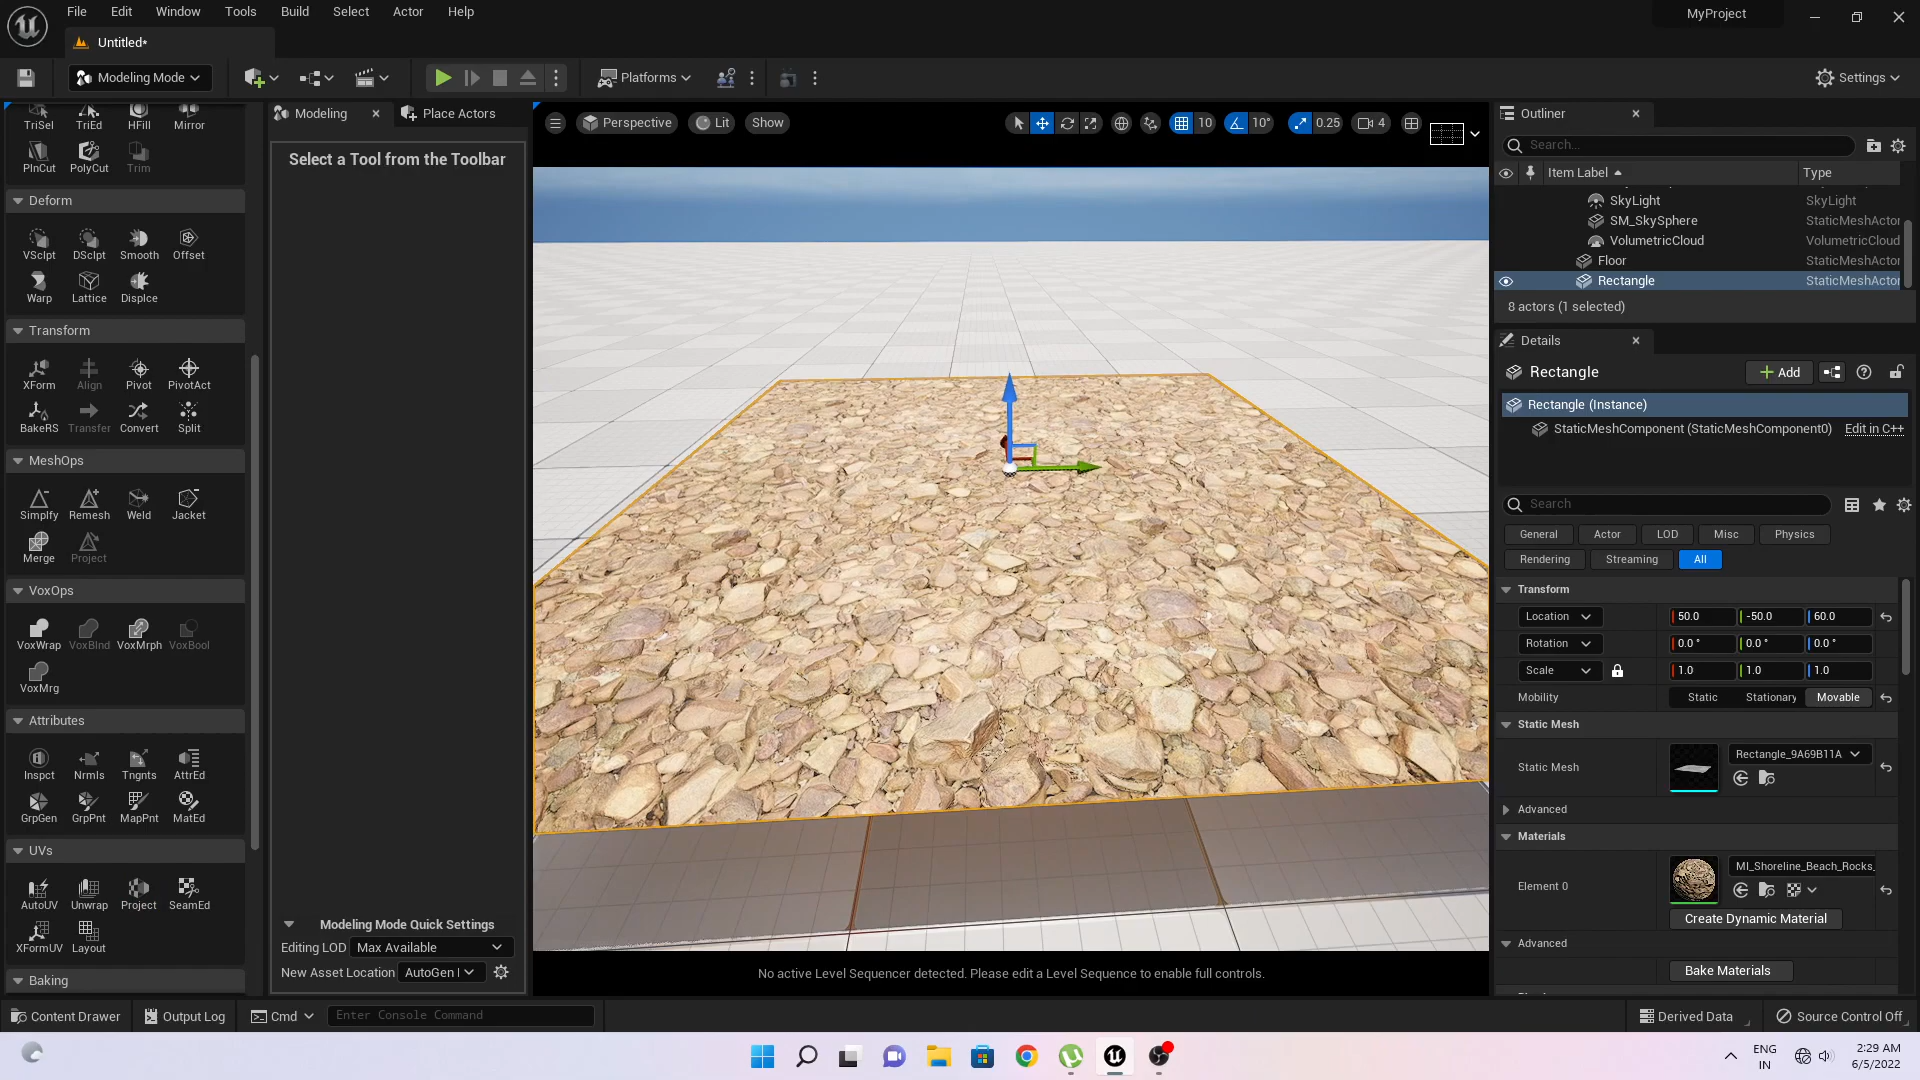 File Edit Window Tools Build Select Actor Help
MyProject
Untitled*
Modeling Mode
Platforms
Settings
TriSel TriEd HFill Mirror
PlnCut PolyCut Trim
Deform
VSclpt DSclpt Smooth Offset
Warp Lattice Displce
Transform
XForm Align Pivot PivotAct
BakeRS Transfer Convert Split
MeshOps
Simplfy Remesh Weld Jacket
Merge Project
VoxOps
VoxWrap VoxBlnd VoxMrph VoxBool
VoxMrg
Attributes
Inspct Nrmls Tngnts AttrEd
GrpGen GrpPnt MapPnt MatEd
UVs
AutoUV Unwrap Project SeamEd
XFormUV Layout
Baking
Modeling Place Actors
Select a Tool from the Toolbar
Modeling Mode Quick Settings
Editing LOD Max Available
New Asset Location AutoGen
Perspective Lit Show 10 10° 0.25 4
No active Level Sequencer detected. Please edit a Level Sequence to enable full controls.
Outliner
Search...
Item Label Type
SkyLight SkyLight
SM_SkySphere StaticMeshActor
VolumetricCloud VolumetricCloud
Floor StaticMeshActor
Rectangle StaticMeshActor
8 actors (1 selected)
Details
Rectangle Add
Rectangle (Instance)
StaticMeshComponent (StaticMeshComponent0) Edit in C++
Search
General Actor LOD Misc Physics
Rendering Streaming All
Transform
Location 50.0 -50.0 60.0
Rotation 0.0 ° 0.0 ° 0.0 °
Scale 1.0 1.0 1.0
Mobility Static Stationary Movable
Static Mesh
Static Mesh Rectangle_9A69B11A
Advanced
Materials
Element 0 MI_Shoreline_Beach_Rocks_
Create Dynamic Material
Advanced
Bake Materials
Content Drawer Output Log Cmd Enter Console Command Derived Data Source Control Off
ENG
IN
2:29 AM
6/5/2022